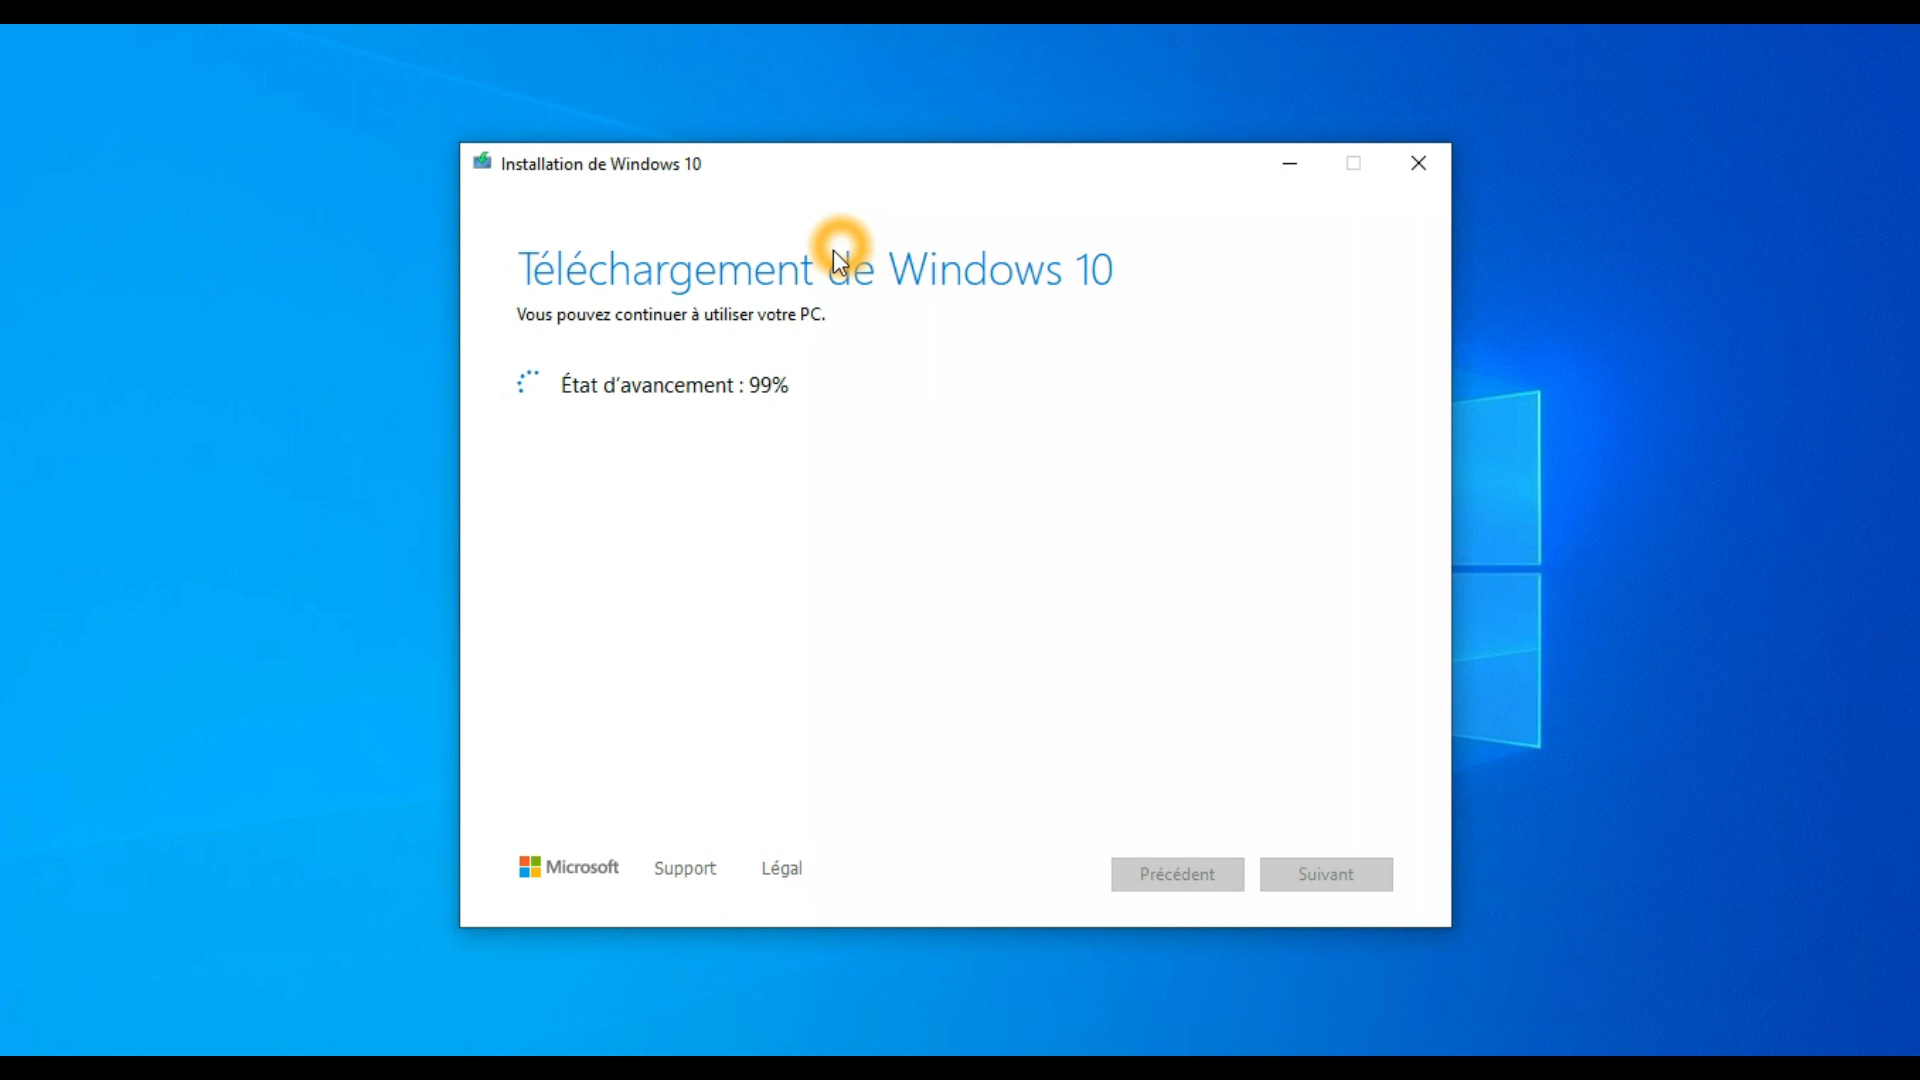 Installation de Windows 10
Téléchargement de Windows 10
Vous pouvez continuer à utiliser votre PC.
État d'avancement : 99%
Microsoft Support Légal
Précédent Suivant